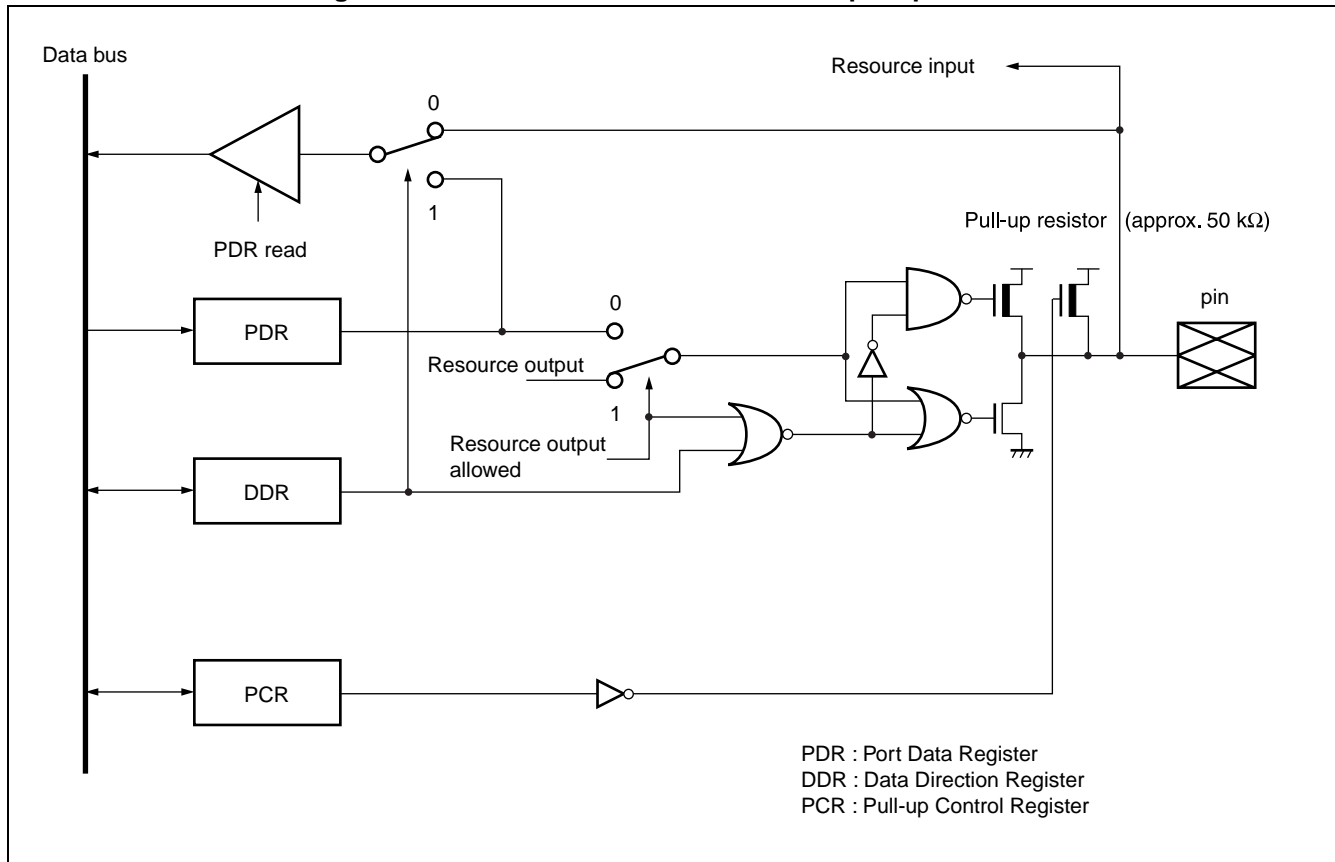 Data bus
Resource input
0
1
PDR read
Pull-up resistor (approx. 50 kΩ)
pin
PDR
0
Resource output
1
Resource output
allowed
DDR
PCR
PDR : Port Data Register
DDR : Data Direction Register
PCR : Pull-up Control Register